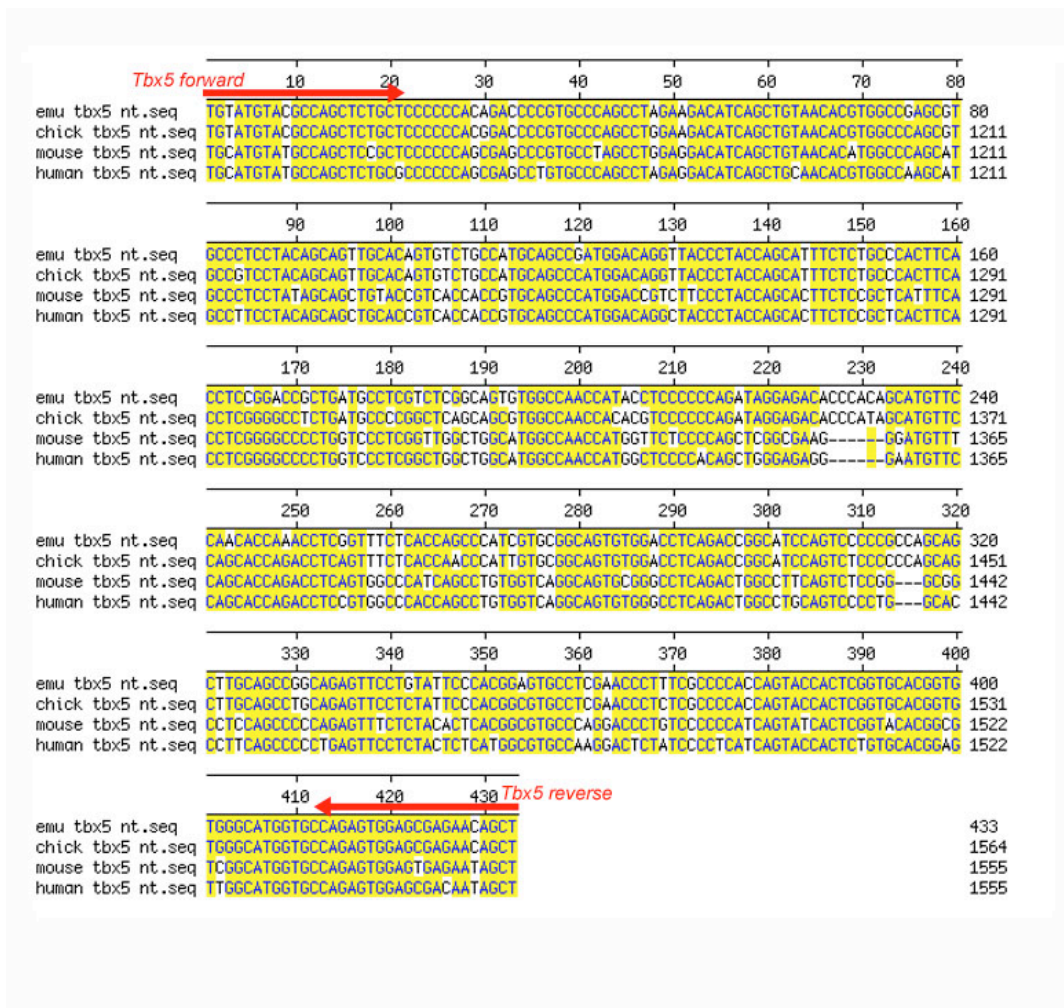 Tbx5 forward 10 20 30 40 50 60 70 80
emu tbx5 nt.seq TGTATGTACGCCAGCTCTGCTCCCCCCACAGACCCCGTGCCCAGCCTAGAAGACATCAGCTGTAACACGTGGCCGAGCGT 80
chick tbx5 nt.seq TGTATGTACGCCAGCTCTGCTCCCCCCACGGACCCCGTGCCCAGCCTGGAAGACATCAGCTGTAACACGTGGCCCAGCGT 1211
mouse tbx5 nt.seq TGCATGTATGCCAGCTCCGCTCCCCCCAGCGAGCCCGTGCCTAGCCTGGAGGACATCAGCTGTAACACATGGCCCAGCAT 1211
human tbx5 nt.seq TGCATGTATGCCAGCTCTGCGCCCCCCAGCGAGCCTGTGCCCAGCCTAGAGGACATCAGCTGCAACACGTGGCCAAGCAT 1211
90 100 110 120 130 140 150 160
emu tbx5 nt.seq GCCCTCCTACAGCAGTTGCACAGTGTCTGCCATGCAGCCGATGGACAGGTTACCCTACCAGCATTTCTCTGCCCACTTCA 160
chick tbx5 nt.seq GCCGTCCTACAGCAGTTGCACAGTGTCTGCCATGCAGCCCATGGACAGGTTACCCTACCAGCATTTCTCTGCCCACTTCA 1291
mouse tbx5 nt.seq GCCCTCCTATAGCAGCTGTACCGTCACCACCGTGCAGCCCATGGACCGTCTTCCCTACCAGCACTTCTCCGCTCATTTCA 1291
human tbx5 nt.seq GCCTTCCTACAGCAGCTGCACCGTCACCACCGTGCAGCCCATGGACAGGCTACCCTACCAGCACTTCTCCGCTCACTTCA 1291
170 180 190 200 210 220 230 240
emu tbx5 nt.seq CCTCCGGACCGCTGATGCCTCGTCTCGGCAGTGTGGCCAACCATACCTCCCCCCAGATAGGAGACACCCACAGCATGTTC 240
chick tbx5 nt.seq CCTCGGGGCCTCTGATGCCCCGGCTCAGCAGCGTGGCCAACCACACGTCCCCCCAGATAGGAGACACCCATAGCATGTTC 1371
mouse tbx5 nt.seq CCTCGGGGCCCCTGGTCCCTCGGTTGGCTGGCATGGCCAACCATGGTTCTCCCCAGCTCGGCGAAG------GGATGTTT 1365
human tbx5 nt.seq CCTCGGGGCCCCTGGTCCCTCGGCTGGCTGGCATGGCCAACCATGGCTCCCCACAGCTGGGAGAGG------GAATGTTC 1365
250 260 270 280 290 300 310 320
emu tbx5 nt.seq CAACACCAAACCTCGGTTTCTCACCAGCCCATCGTGCGGCAGTGTGGACCTCAGACCGGCATCCAGTCCCCCGCCAGCAG 320
chick tbx5 nt.seq CAGCACCAGACCTCAGTTTCTCACCAACCCATTGTGCGGCAGTGTGGACCTCAGACCGGCATCCAGTCTCCCCCCAGCAG 1451
mouse tbx5 nt.seq CAGCACCAGACCTCAGTGGCCCATCAGCCTGTGGTCAGGCAGTGCGGGCCTCAGACTGGCCTTCAGTCTCCGG---GCGG 1442
human tbx5 nt.seq CAGCACCAGACCTCCGTGGCCCACCAGCCTGTGGTCAGGCAGTGTGGGCCTCAGACTGGCCTGCAGTCCCCTG---GCAC 1442
330 340 350 360 370 380 390 400
emu tbx5 nt.seq CTTGCAGCCGGCAGAGTTCCTGTATTCCCACGGAGTGCCTCGAACCCTTTCGCCCCACCAGTACCACTCGGTGCACGGTG 400
chick tbx5 nt.seq CTTGCAGCCTGCAGAGTTCCTCTATTCCCACGGCGTGCCTCGAACCCTCTCGCCCCACCAGTACCACTCGGTGCACGGTG 1531
mouse tbx5 nt.seq CCTCCAGCCCCCAGAGTTTCTCTACACTCACGGCGTGCCCAGGACCCTGTCCCCCCATCAGTATCACTCGGTACACGGCG 1522
human tbx5 nt.seq CCTTCAGCCCCCTGAGTTCCTCTACTCTCATGGCGTGCCAAGGACTCTATCCCCTCATCAGTACCACTCTGTGCACGGAG 1522
410 420 430 Tbx5 reverse
emu tbx5 nt.seq TGGGCATGGTGCCAGAGTGGAGCGAGAACAGCT 433
chick tbx5 nt.seq TGGGCATGGTGCCAGAGTGGAGCGAGAACAGCT 1564
mouse tbx5 nt.seq TCGGCATGGTGCCAGAGTGGAGTGAGAATAGCT 1555
human tbx5 nt.seq TTGGCATGGTGCCAGAGTGGAGCGACAATAGCT 1555